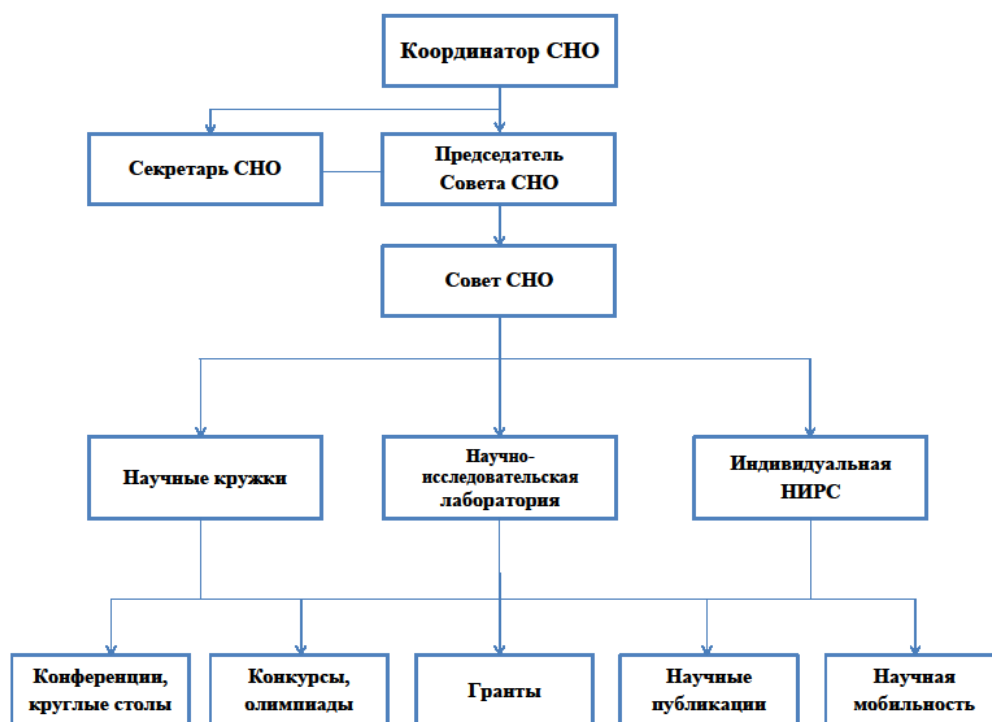 Координатор СНО
Секретарь СНО
Председатель
Совета СНО
Совет СНО
Научные кружки
Научно-
исследовательская
лаборатория
Индивидуальная
НИРС
Конференции,
круглые столы
Конкурсы,
олимпиады
Гранты
Научные
публикации
Научная
мобильность